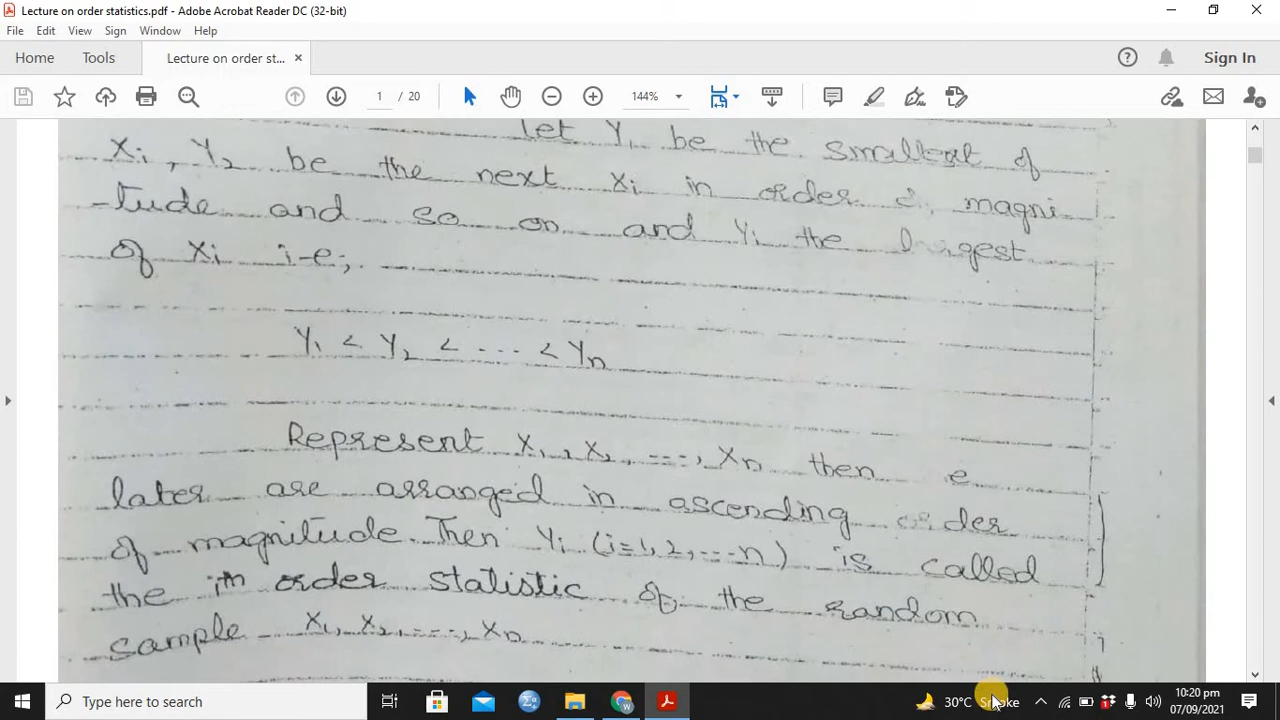 Lecture on order statistics.pdf - Adobe Acrobat Reader DC (32-bit)
File Edit View Sign Window Help
Home Tools Lecture on order st... × Sign In
1 / 20 144%
Let Y1 be the smallest of
Xi, Y2 be the next Xi in order magni
-tude and so on and Yi the largest
of Xi i-e;
Y1 < Y2 < --- < Yn
Represent X1, X2, ---, Xn then e
later are arranged in ascending order
of magnitude. Then Yi (i=1,2,---n) is called
the ith order statistic of the random
sample X1, X2, ---, Xn
Type here to search
30°C Smoke
10:20 pm
07/09/2021